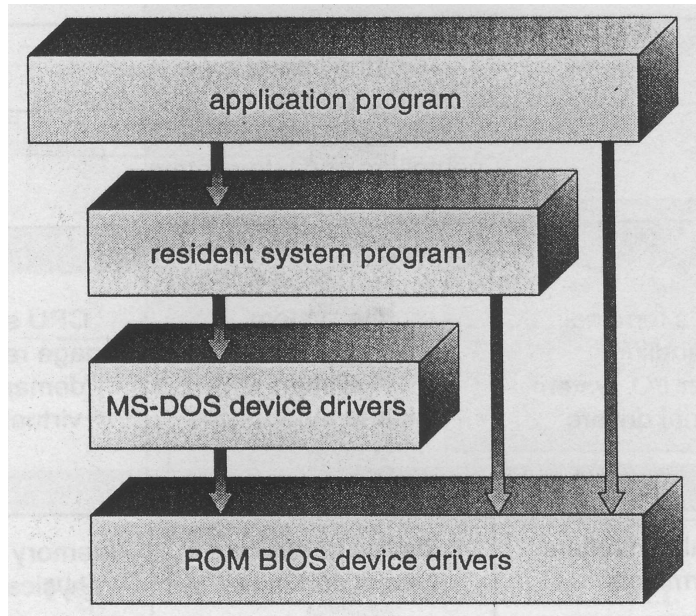 application program
resident system program
MS-DOS device drivers
ROM BIOS device drivers